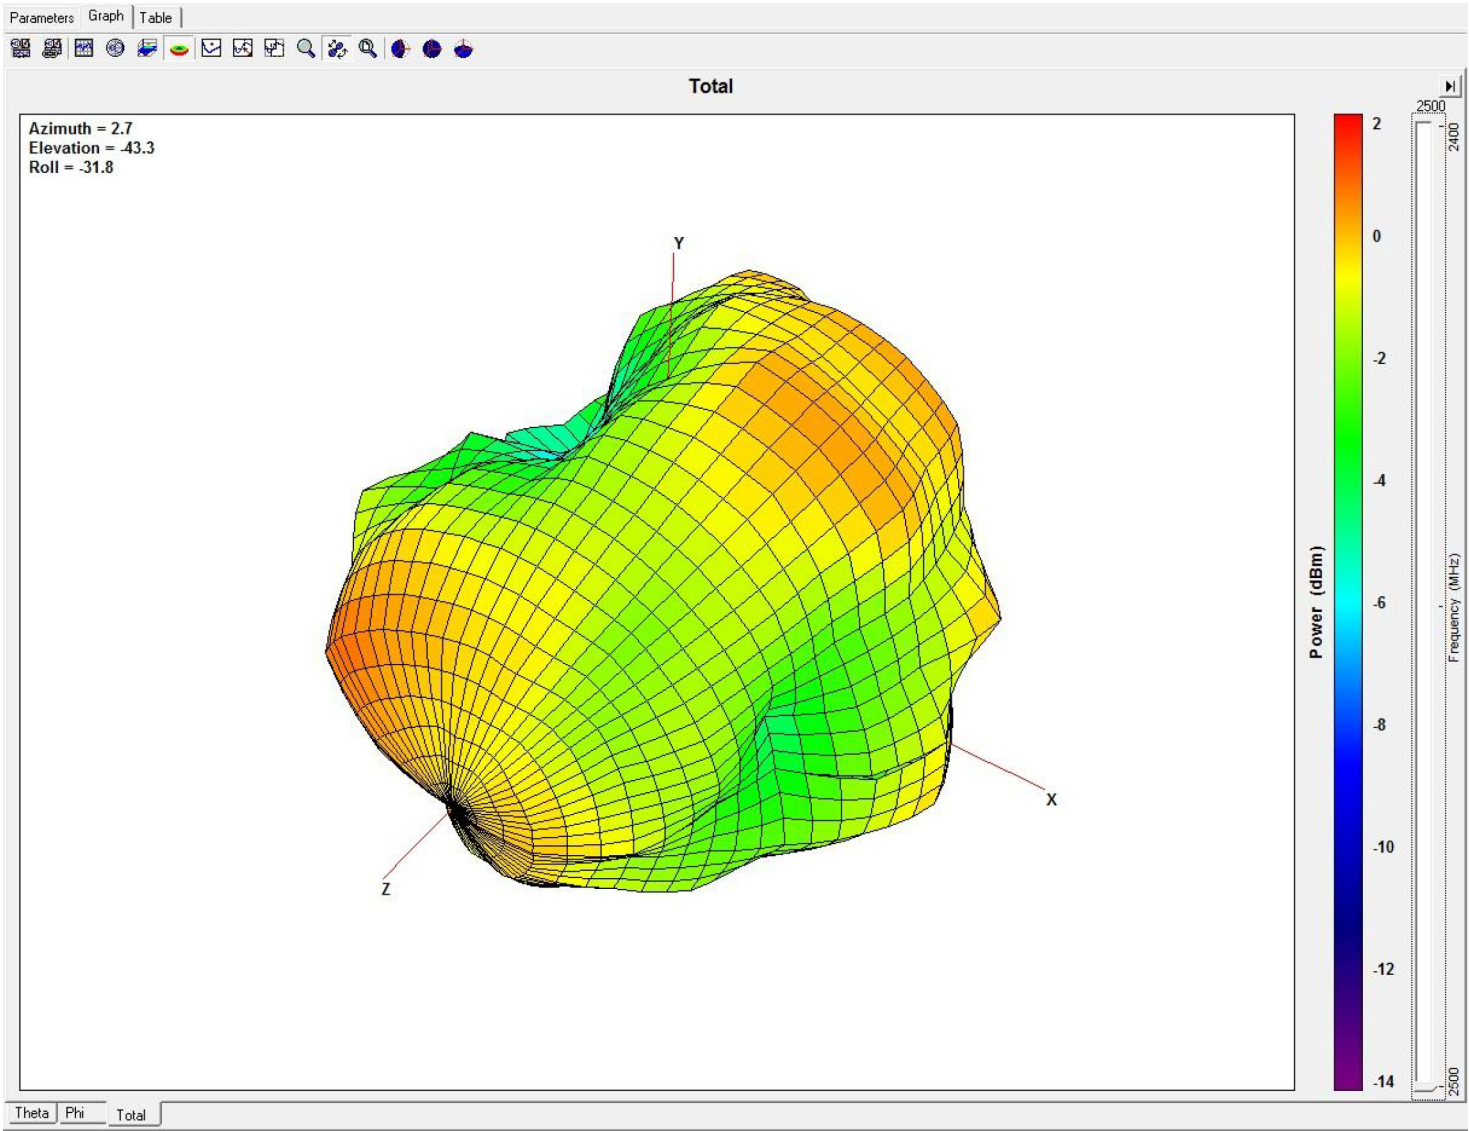 Parameters Graph Table
Total
2500
Azimuth = 2.7
Elevation = -43.3
Roll = -31.8
Y
X
Z
2
0
-2
-4
-6
-8
-10
-12
-14
Power (dBm)
2400
Frequency (MHz)
2500
Theta Phi Total